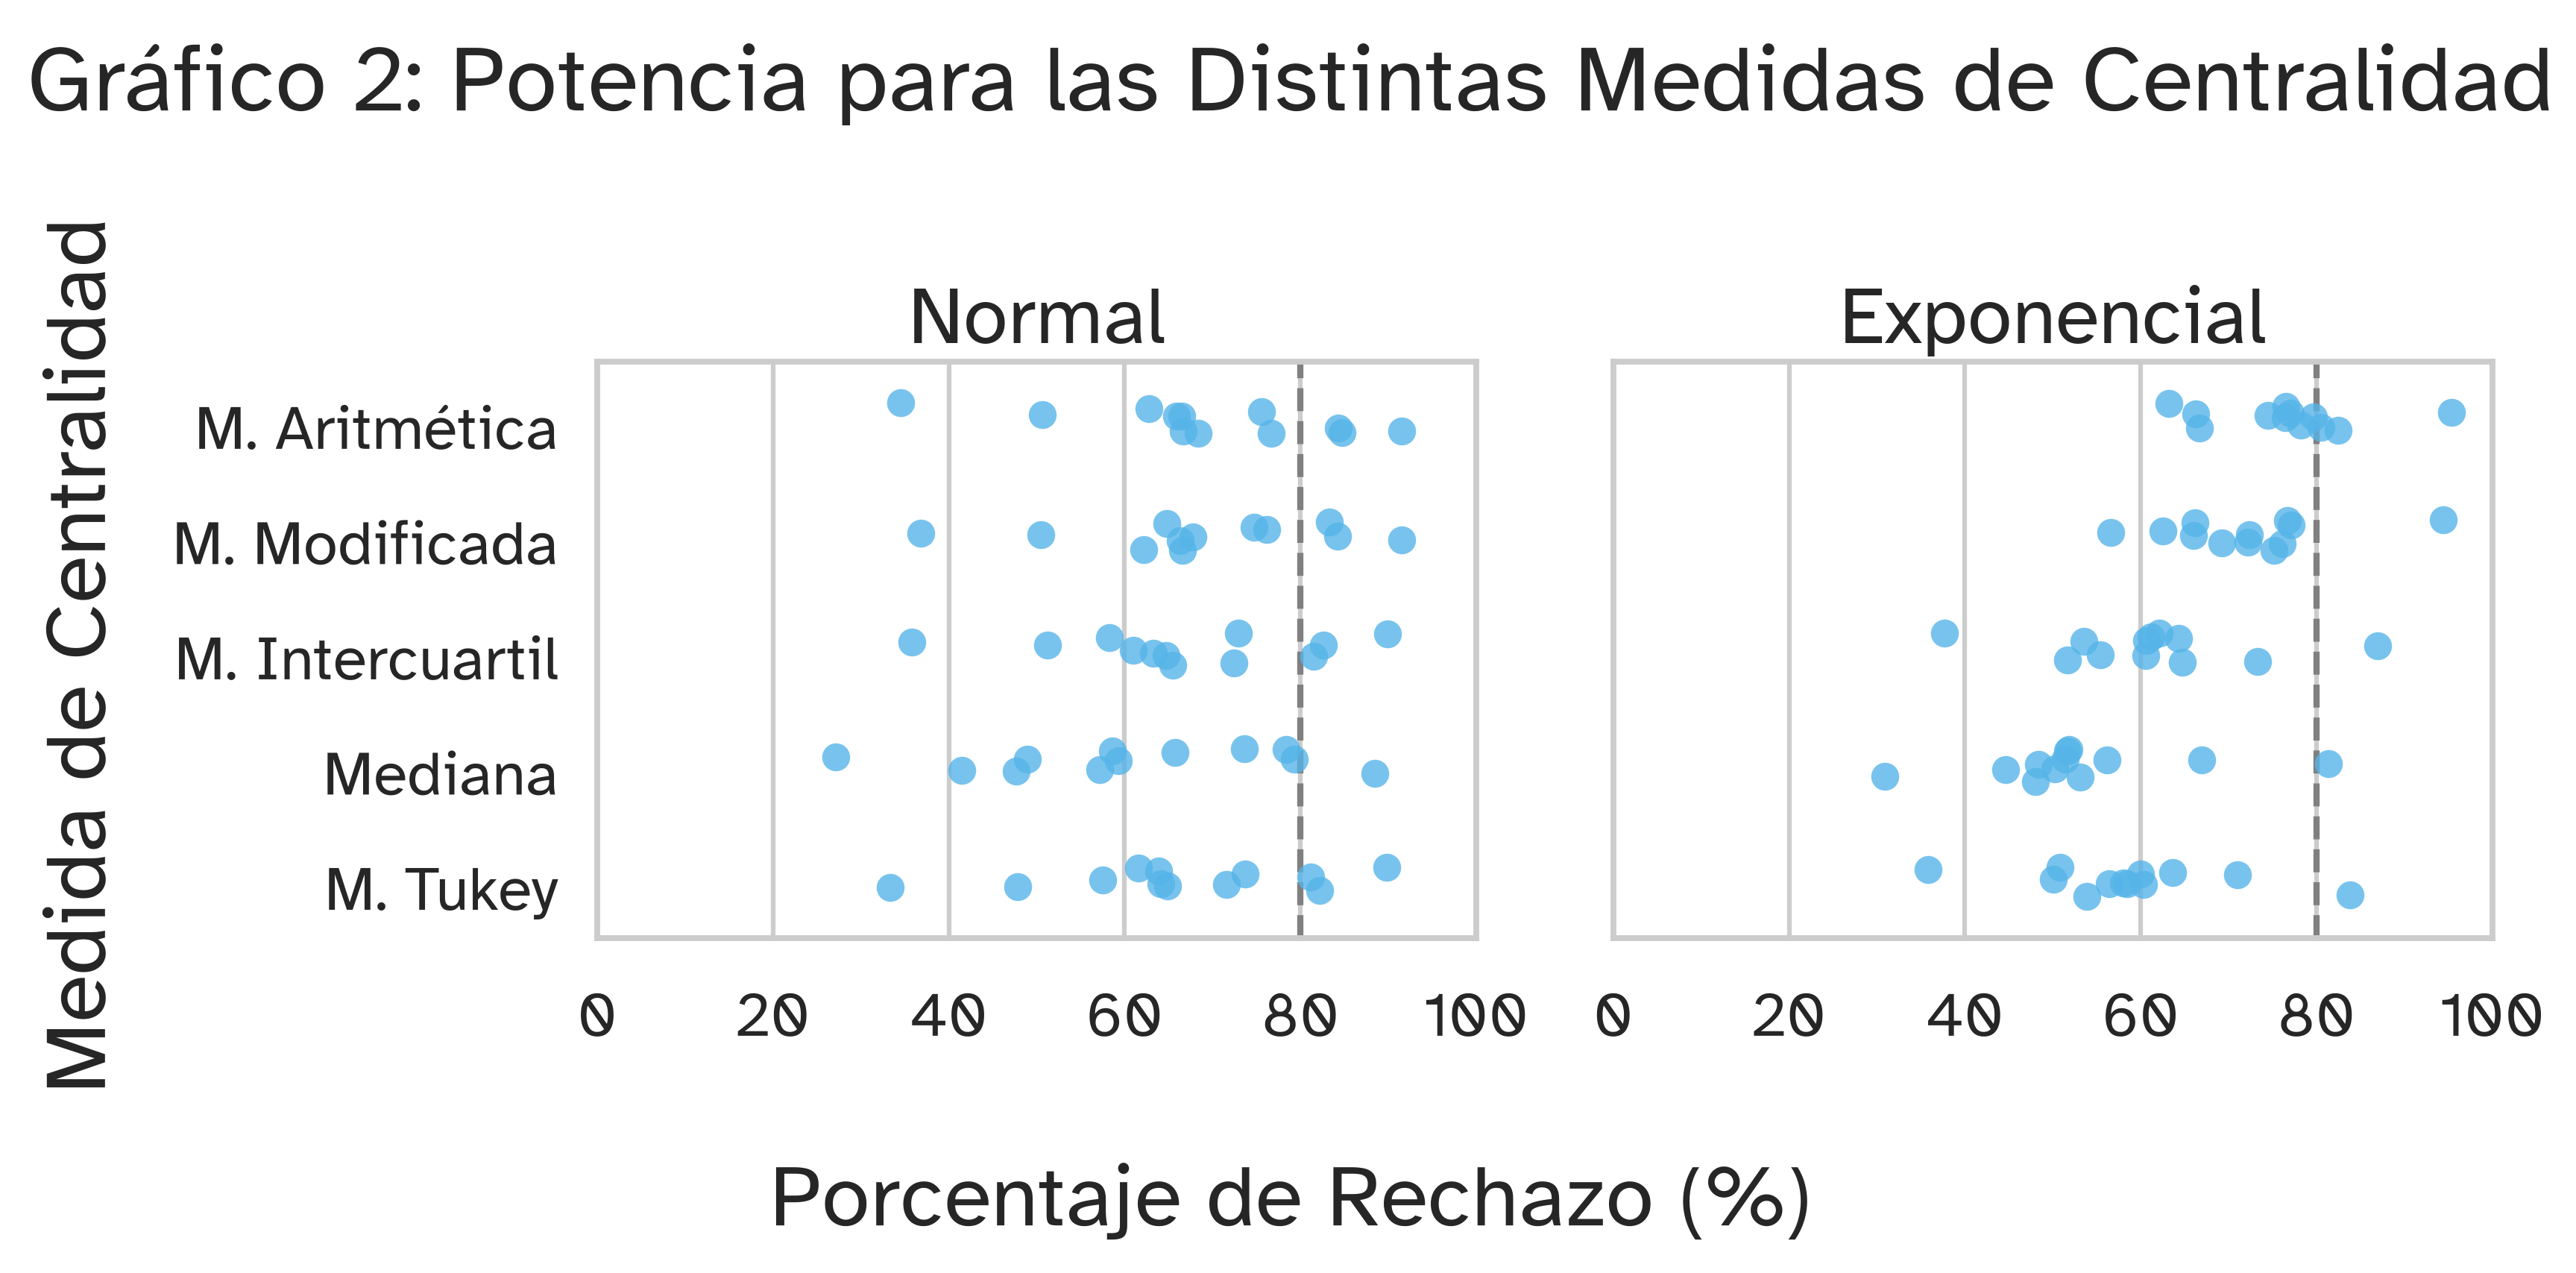 Gráfico 2: Potencia para las Distintas Medidas de Centralidad
Medida de Centralidad
Normal
Exponencial
M. Aritmética
M. Modificada
M. Intercuartil
Mediana
M. Tukey
0 20 40 60 80 100 0 20 40 60 80 100
Porcentaje de Rechazo (%)